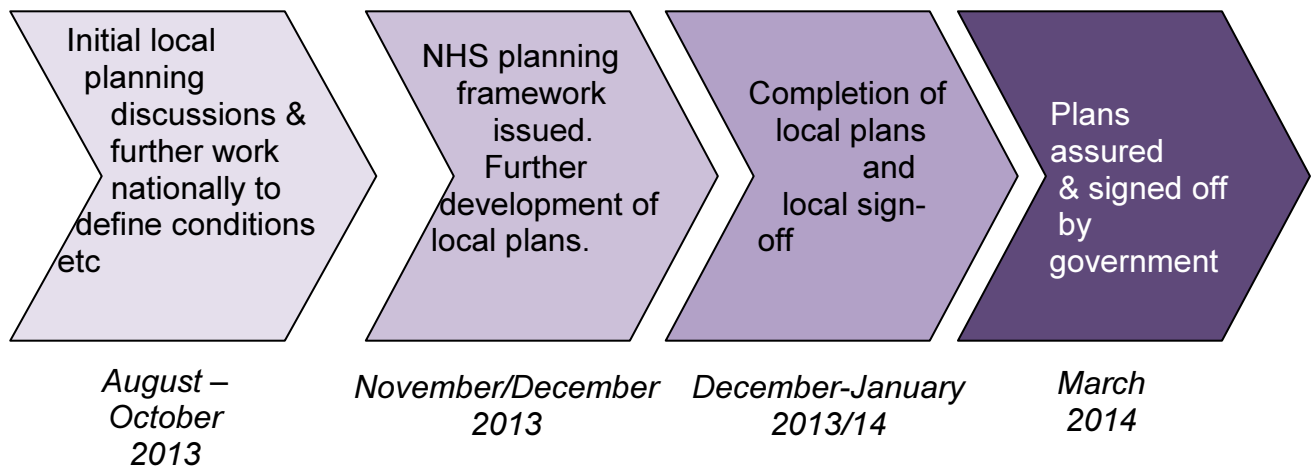 Initial local
planning
discussions &
further work
nationally to
define conditions
etc
NHS planning
framework
issued.
Further
development of
local plans.
Completion of
local plans
and
local sign-
off
Plans
assured
& signed off
by
government
August –
October
2013
November/December
2013
December-January
2013/14
March
2014